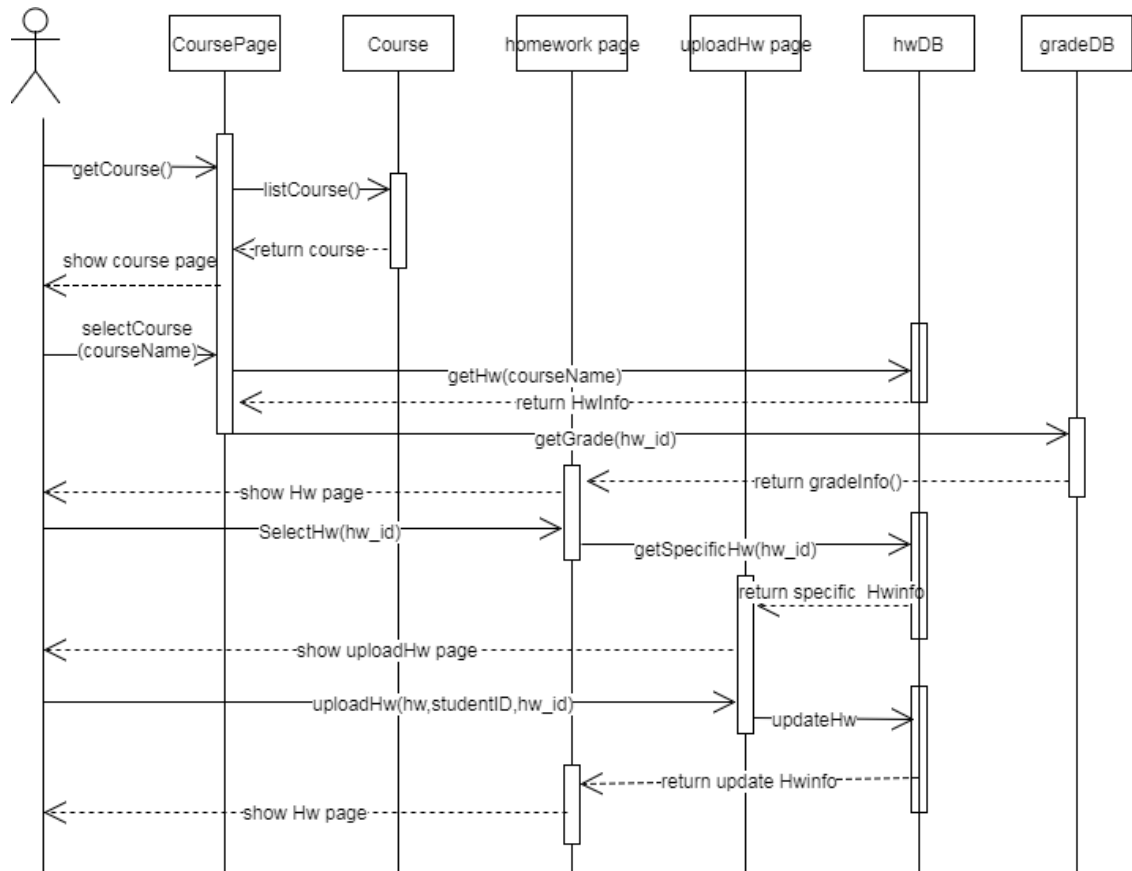 CoursePage
Course
homework page
uploadHw page
hwDB
gradeDB
getCourse()
listCourse()
return course
show course page
selectCourse
(courseName)
getHw(courseName)
return HwInfo
getGrade(hw_id)
return gradeInfo()
show Hw page
SelectHw(hw_id)
getSpecificHw(hw_id)
return specific Hwinfo
show uploadHw page
uploadHw(hw,studentID,hw_id)
updateHw
return update Hwinfo
show Hw page